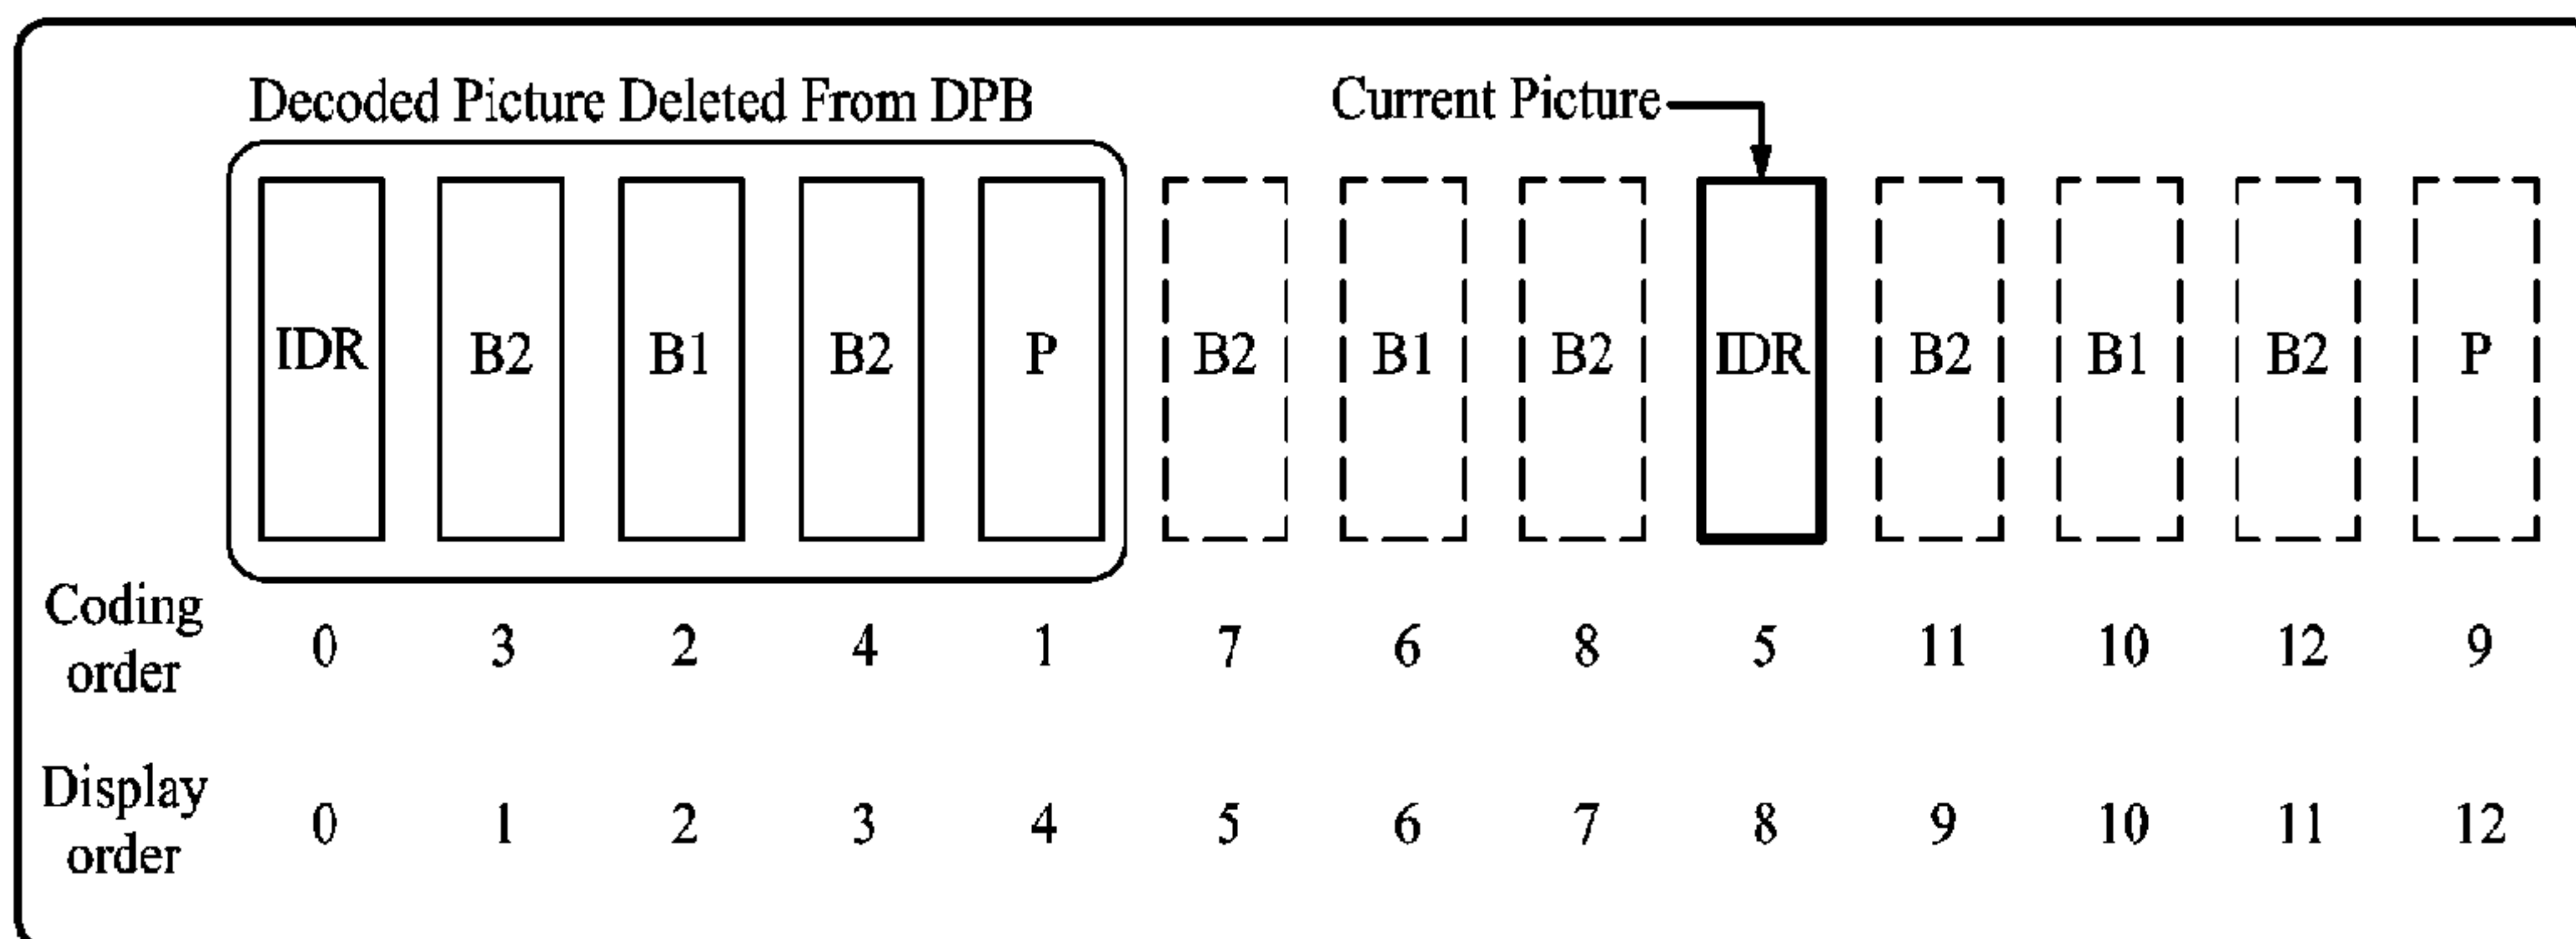 Decoded Picture Deleted From DPB Current Picture
IDR B2 B1 B2 P B2 B1 B2 IDR B2 B1 B2 P
Coding
order 0 3 2 4 1 7 6 8 5 11 10 12 9
Display
order 0 1 2 3 4 5 6 7 8 9 10 11 12